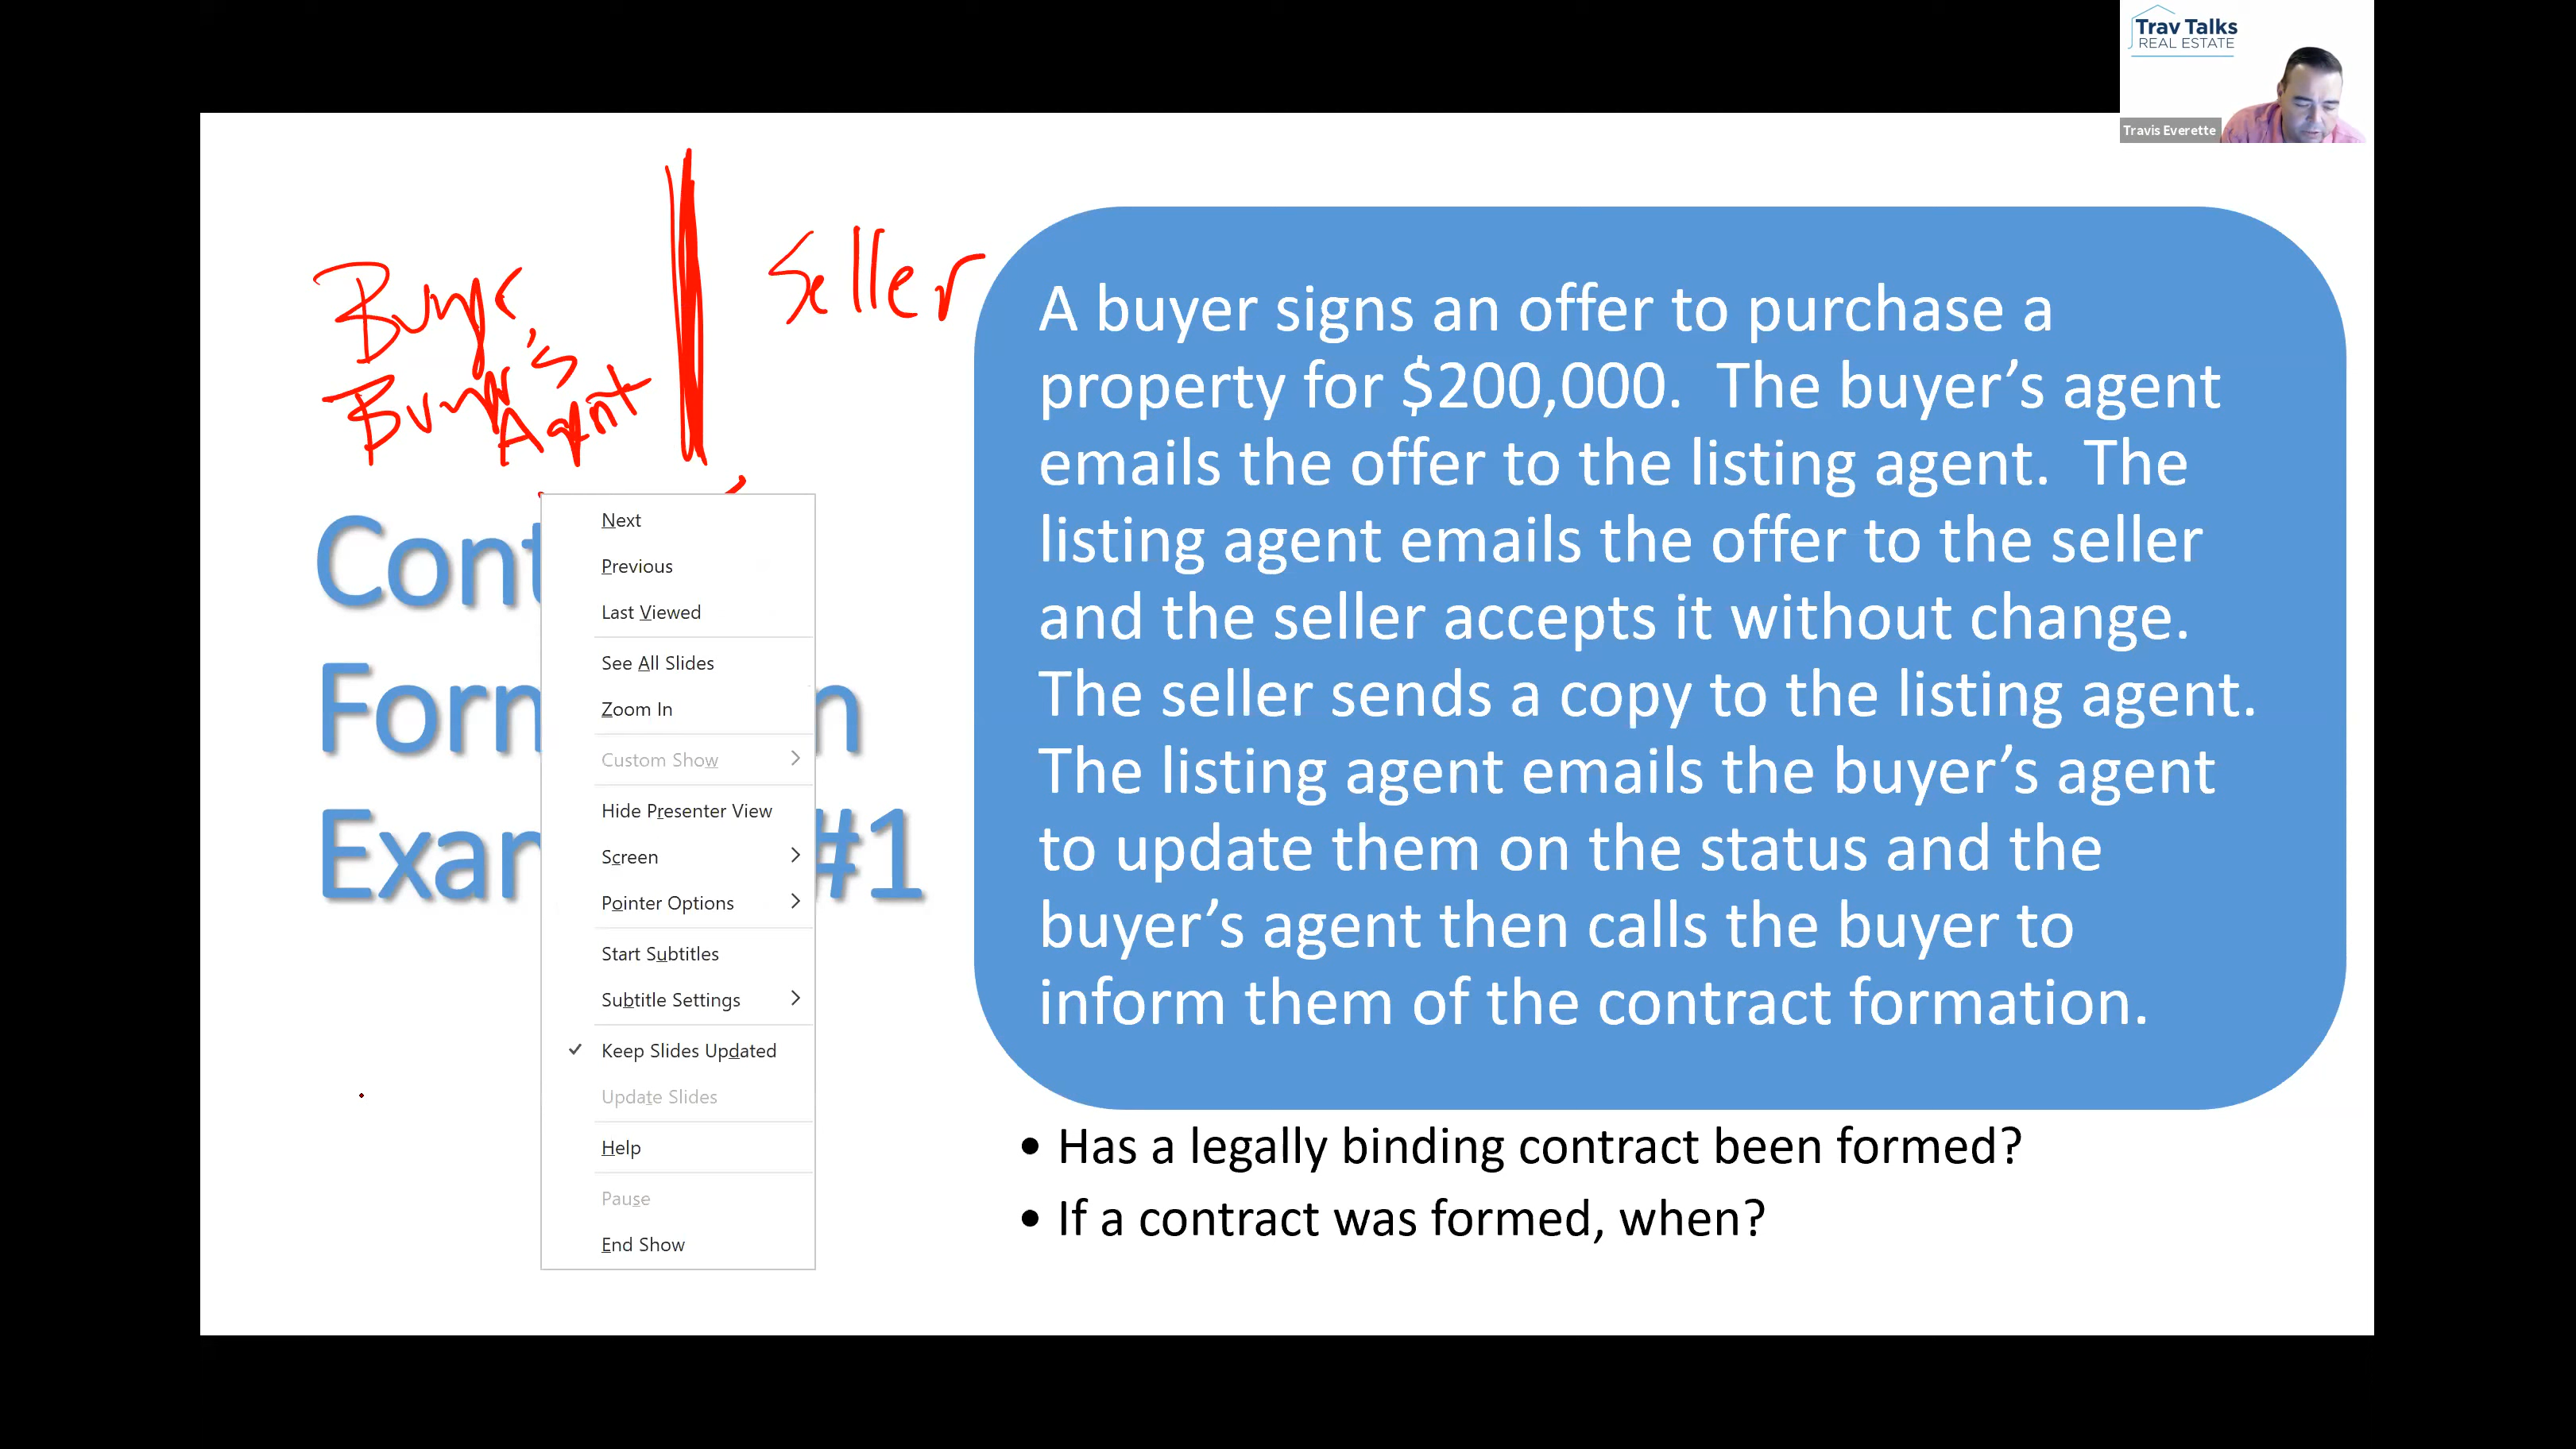 Trav Talks
REAL ESTATE
Travis Everette
Seller
Buyer's
Agent
A buyer signs an offer to purchase a
property for $200,000. The buyer’s agent
emails the offer to the listing agent. The
listing agent emails the offer to the seller
and the seller accepts it without change.
The seller sends a copy to the listing agent.
The listing agent emails the buyer’s agent
to update them on the status and the
buyer’s agent then calls the buyer to
inform them of the contract formation.
• Has a legally binding contract been formed?
• If a contract was formed, when?
Cont
Form n
Exam #1
Next
Previous
Last Viewed
See All Slides
Zoom In
Custom Show
Hide Presenter View
Screen
Pointer Options
Start Subtitles
Subtitle Settings
Keep Slides Updated
Update Slides
Help
Pause
End Show